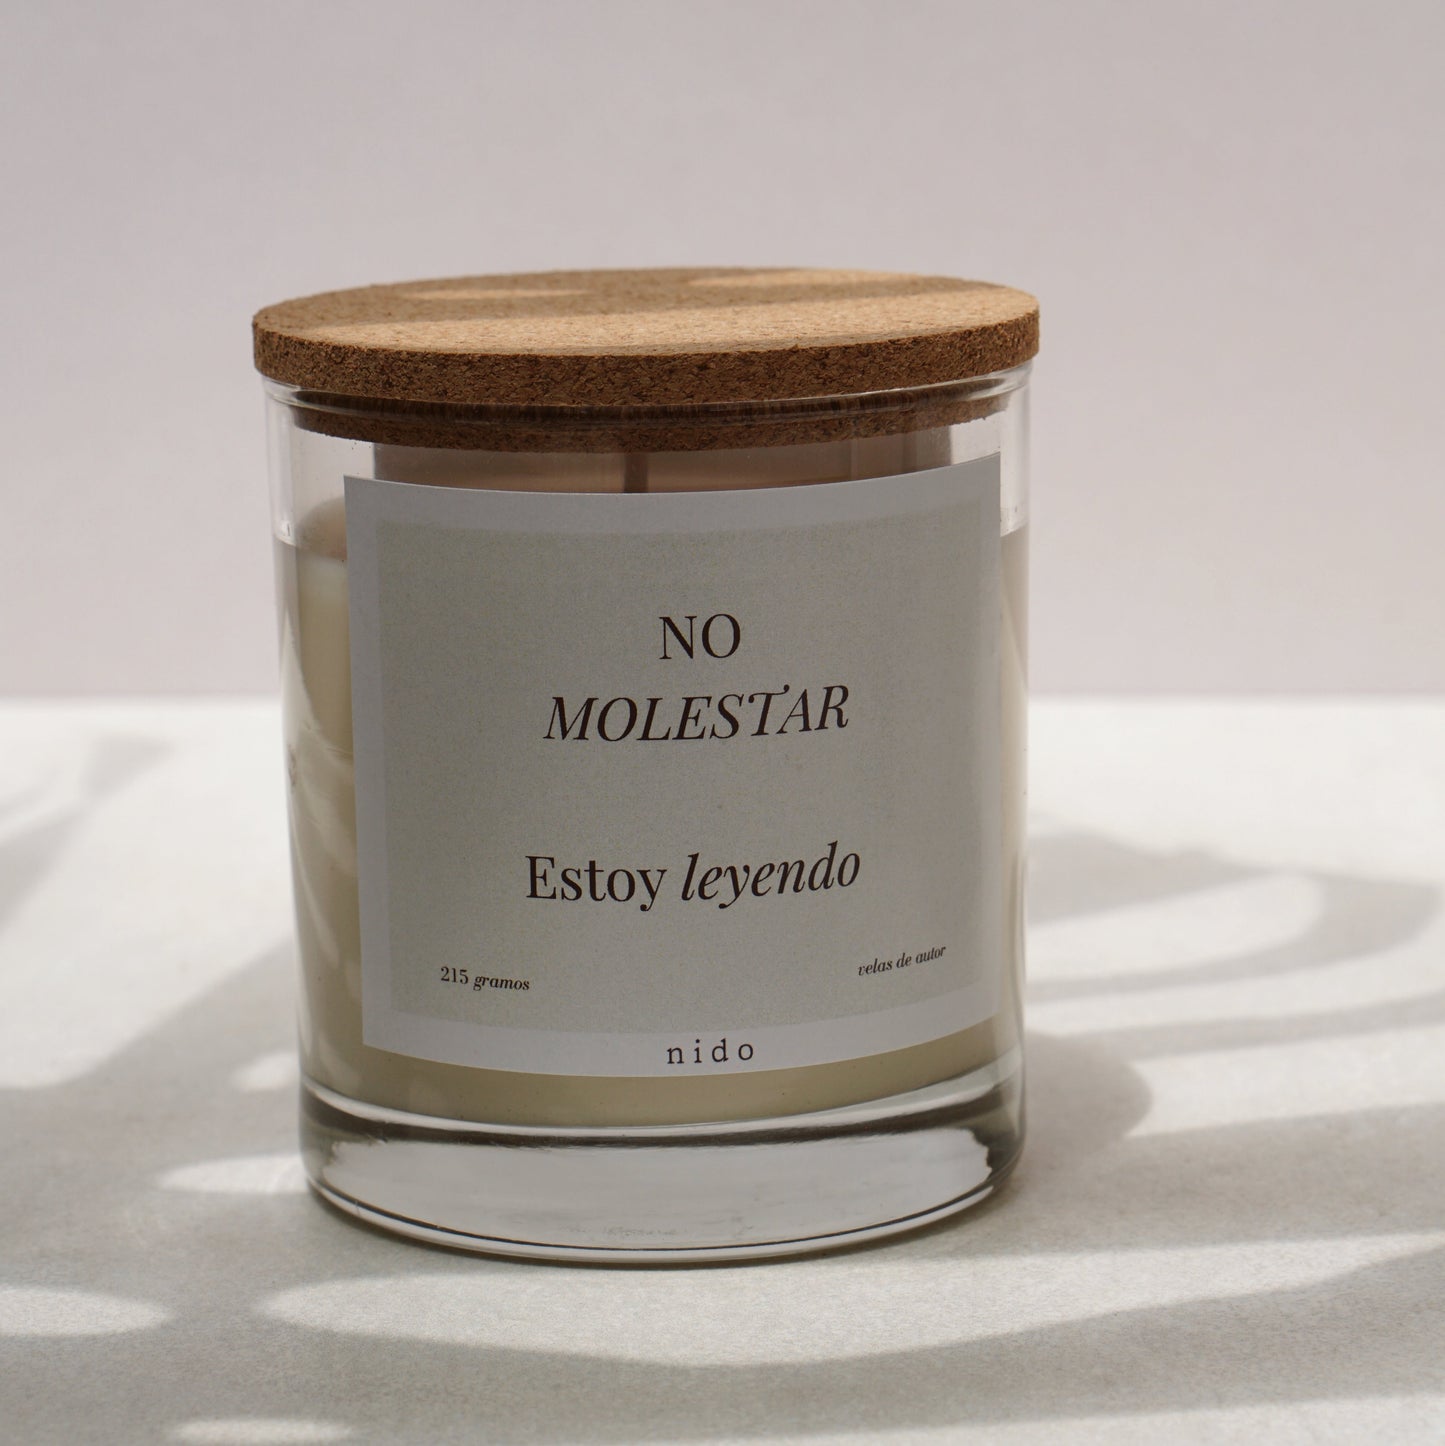 NO
MOLESTAR
Estoy leyendo
215 gramos
velas de autor
nido